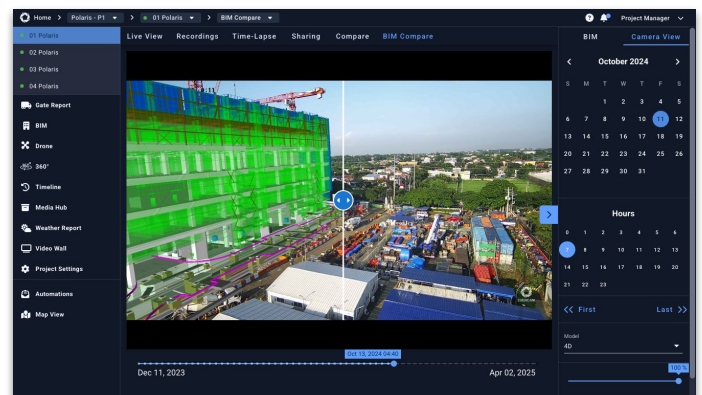 Home > Polaris - P1 > 01 Polaris > BIM Compare
Project Manager
01 Polaris
02 Polaris
03 Polaris
04 Polaris
Gate Report
BIM
Drone
360°
Timeline
Media Hub
Weather Report
Video Wall
Project Settings
Automations
Map View
Live View Recordings Time-Lapse Sharing Compare BIM Compare
Oct 13, 2024 04:40
Dec 11, 2023 Apr 02, 2025
BIM Camera View
October 2024
S M T W T F S
1 2 3 4 5
6 7 8 9 10 11 12
13 14 15 16 17 18 19
20 21 22 23 24 25 26
27 28 29 30 31
Hours
0 1 2 3 4 5 6
7 8 9 10 11 12 13
14 15 16 17 18 19 20
21 22 23
First Last
Model
4D
100 %